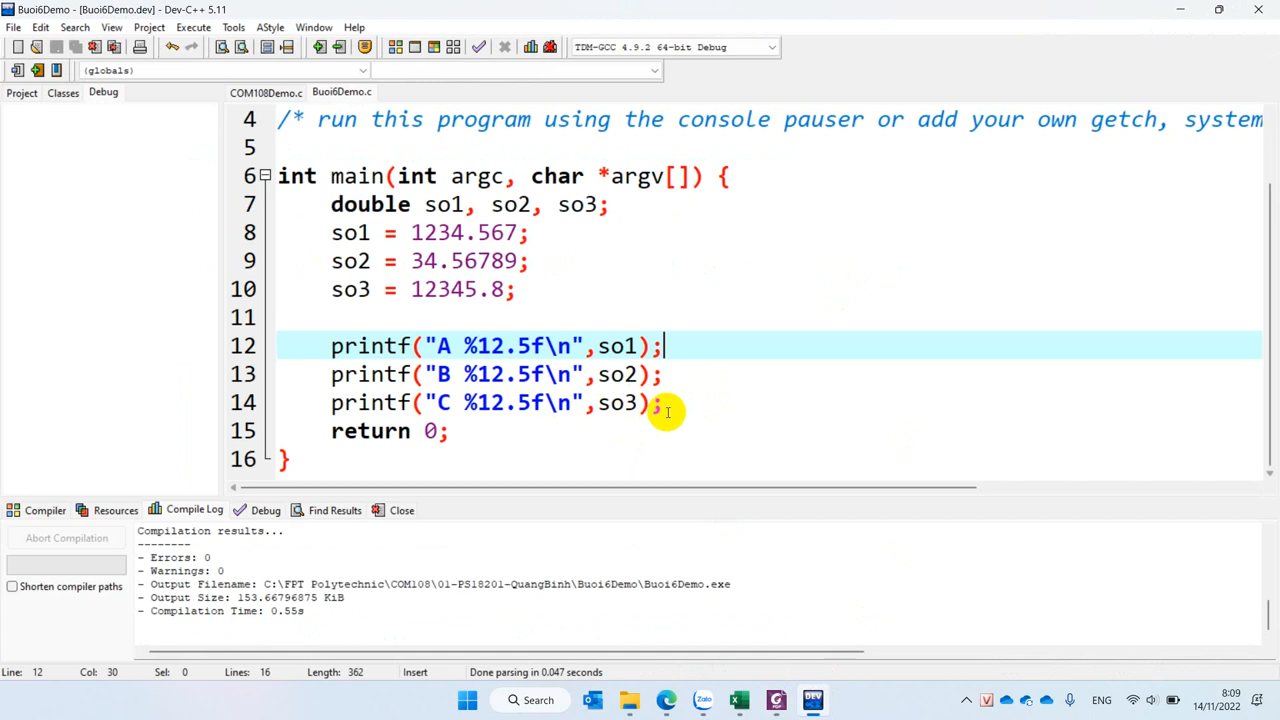 Buoi6Demo - [Buoi6Demo.dev] - Dev-C++ 5.11
File Edit Search View Project Execute Tools AStyle Window Help
TDM-GCC 4.9.2 64-bit Debug
(globals)
Project Classes Debug COM108Demo.c Buoi6Demo.c
4 /* run this program using the console pauser or add your own getch, system
5
6 int main(int argc, char *argv[]) {
7 double so1, so2, so3;
8 so1 = 1234.567;
9 so2 = 34.56789;
10 so3 = 12345.8;
11
12 printf("A %12.5f\n",so1);
13 printf("B %12.5f\n",so2);
14 printf("C %12.5f\n",so3);
15 return 0;
16 }
Compiler Resources Compile Log Debug Find Results Close
Abort Compilation
Shorten compiler paths
Compilation results...
--------
- Errors: 0
- Warnings: 0
- Output Filename: C:\FPT Polytechnic\COM108\01-PS18201-QuangBinh\Buoi6Demo\Buoi6Demo.exe
- Output Size: 153.66796875 KiB
- Compilation Time: 0.55s
Line: 12 Col: 30 Sel: 0 Lines: 16 Length: 362 Insert Done parsing in 0.047 seconds
Search Zalo DEV ENG 8:09
14/11/2022